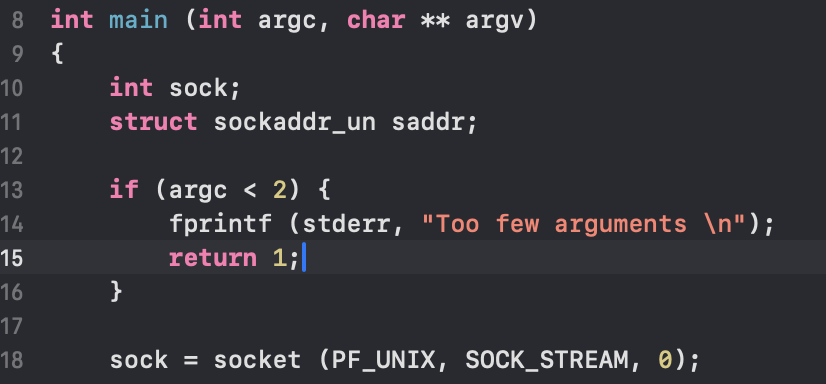 8 int main (int argc, char ** argv)
9 {
10 int sock;
11 struct sockaddr_un saddr;
12
13 if (argc < 2) {
14 fprintf (stderr, "Too few arguments \n");
15 return 1;
16 }
17
18 sock = socket (PF_UNIX, SOCK_STREAM, 0);